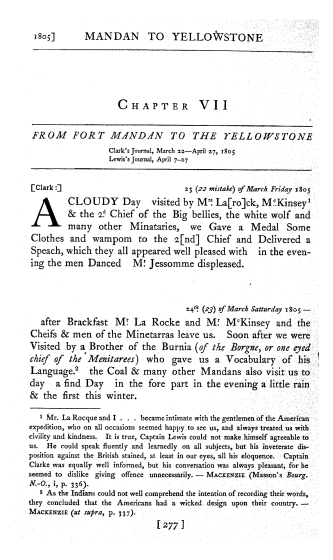 1805] MANDAN TO YELLOWSTONE
CHAPTER VII
FROM FORT MANDAN TO THE YELLOWSTONE
Clark's Journal, March 22—April 27, 1805
Lewis's Journal, April 7-27
[Clark:] 23 (22 mistake) of March Friday 1805
A CLOUDY Day visited by Mr. La[ro]ck, Mc.Kinsey¹
& the 2d. Chief of the Big bellies, the white wolf and
many other Minataries, we Gave a Medal Some
Clothes and wampom to the 2[nd] Chief and Delivered a
Speach, which they all appeared well pleased with in the even-
ing the men Danced Mr. Jessomme displeased.
24th. (23) of March Satturday 1805—
after Brackfast Mr. La Rocke and Mr. McKinsey and the
Cheifs & men of the Minetarras leave us. Soon after we were
Visited by a Brother of the Burnia (of the Borgne, or one eyed
chief of the Menitarees) who gave us a Vocabulary of his
Language.² the Coal & many other Mandans also visit us to
day a find Day in the fore part in the evening a little rain
& the first this winter.
¹ Mr. La Rocque and I . . . became intimate with the gentlemen of the American
expedition, who on all occasions seemed happy to see us, and always treated us with
civility and kindness. It is true, Captain Lewis could not make himself agreeable to
us. He could speak fluently and learnedly on all subjects, but his inveterate dis-
position against the British stained, at least in our eyes, all his eloquence. Captain
Clarke was equally well informed, but his conversation was always pleasant, for he
seemed to dislike giving offence unnecessarily. — MACKENZIE (Masson's Bourg.
N.-O., i, p. 336).
² As the Indians could not well comprehend the intention of recording their words,
they concluded that the Americans had a wicked design upon their country. —
MACKENZIE (ut supra, p. 337).
[277]